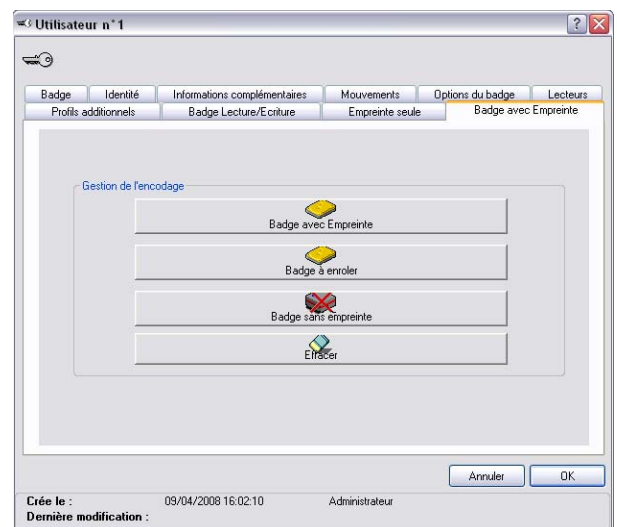 Utilisateur n°1
Badge Identité Informations complémentaires Mouvements Options du badge Lecteurs
Profils additionnels Badge Lecture/Ecriture Empreinte seule Badge avec Empreinte
Gestion de l'encodage
Badge avec Empreinte
Badge à enroler
Badge sans empreinte
Effacer
Annuler OK
Crée le : 09/04/2008 16:02:10 Administrateur
Dernière modification :